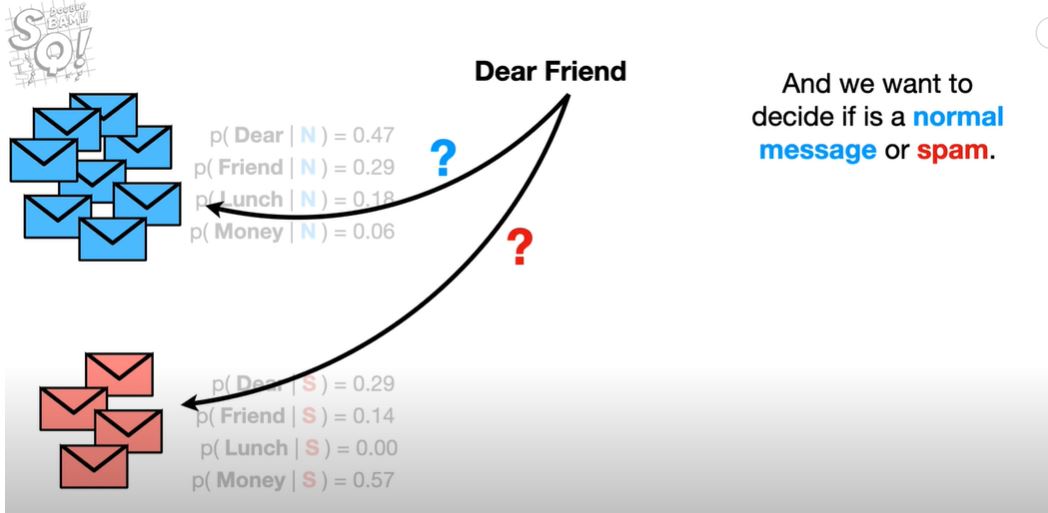 DOUBLE
BAM!!!
SQ!
Dear Friend
And we want to
decide if is a normal
message or spam.
p( Dear | N ) = 0.47
p( Friend | N ) = 0.29
p( Lunch | N ) = 0.18
p( Money | N ) = 0.06
?
?
p( Dear | S ) = 0.29
p( Friend | S ) = 0.14
p( Lunch | S ) = 0.00
p( Money | S ) = 0.57